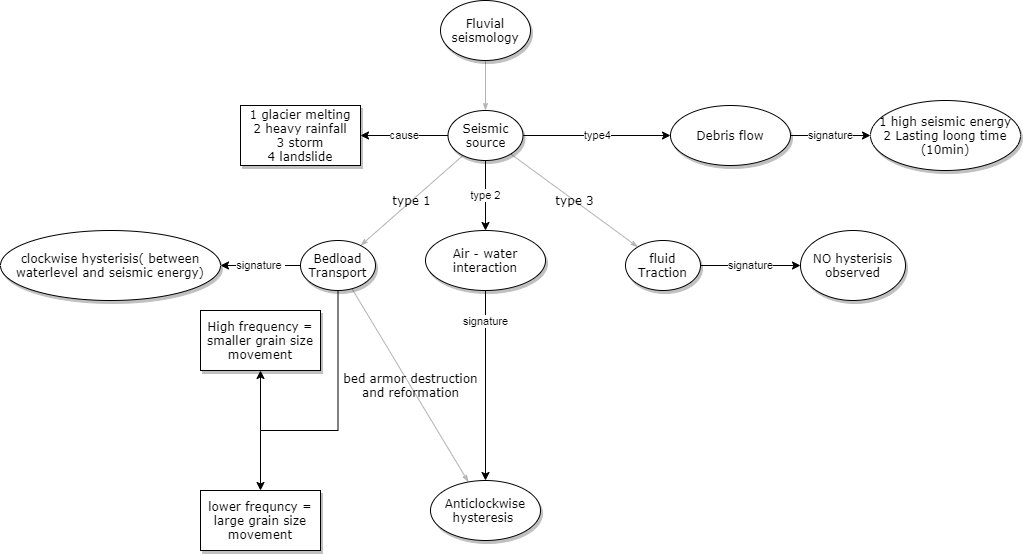 Fluvial
seismology
1 glacier melting
2 heavy rainfall
3 storm
4 landslide
cause
Seismic
source
type4
Debris flow
signature
1 high seismic energy
2 Lasting loong time
(10min)
type 1
type 2
type 3
clockwise hysterisis( between
waterlevel and seismic energy)
signature
Bedload
Transport
Air - water
interaction
fluid
Traction
signature
NO hysterisis
observed
High frequency =
smaller grain size
movement
signature
bed armor destruction
and reformation
lower frequncy =
large grain size
movement
Anticlockwise
hysteresis